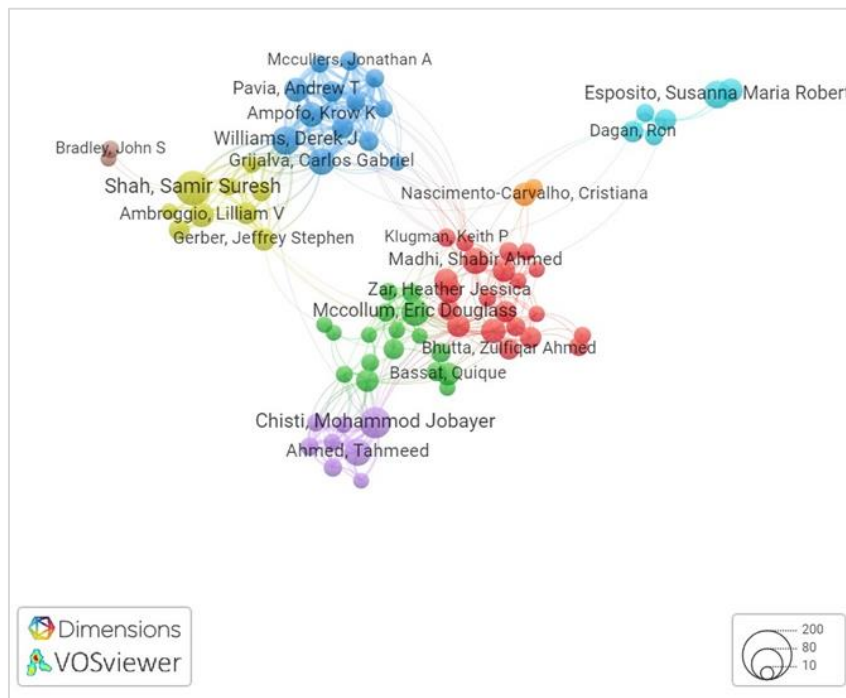 Mccullers, Jonathan A
Pavia, Andrew T
Esposito, Susanna Maria Robert
Ampofo, Krow K
Dagan, Ron
Williams, Derek J
Bradley, John S
Grijalva, Carlos Gabriel
Shah, Samir Suresh
Nascimento-Carvalho, Cristiana
Ambroggio, Lilliam V
Gerber, Jeffrey Stephen
Klugman, Keith P
Madhi, Shabir Ahmed
Zar, Heather Jessica
Mccollum, Eric Douglass
Bhutta, Zulfiqar Ahmed
Bassat, Quique
Chisti, Mohammod Jobayer
Ahmed, Tahmeed
Dimensions
VOSviewer
200
80
10